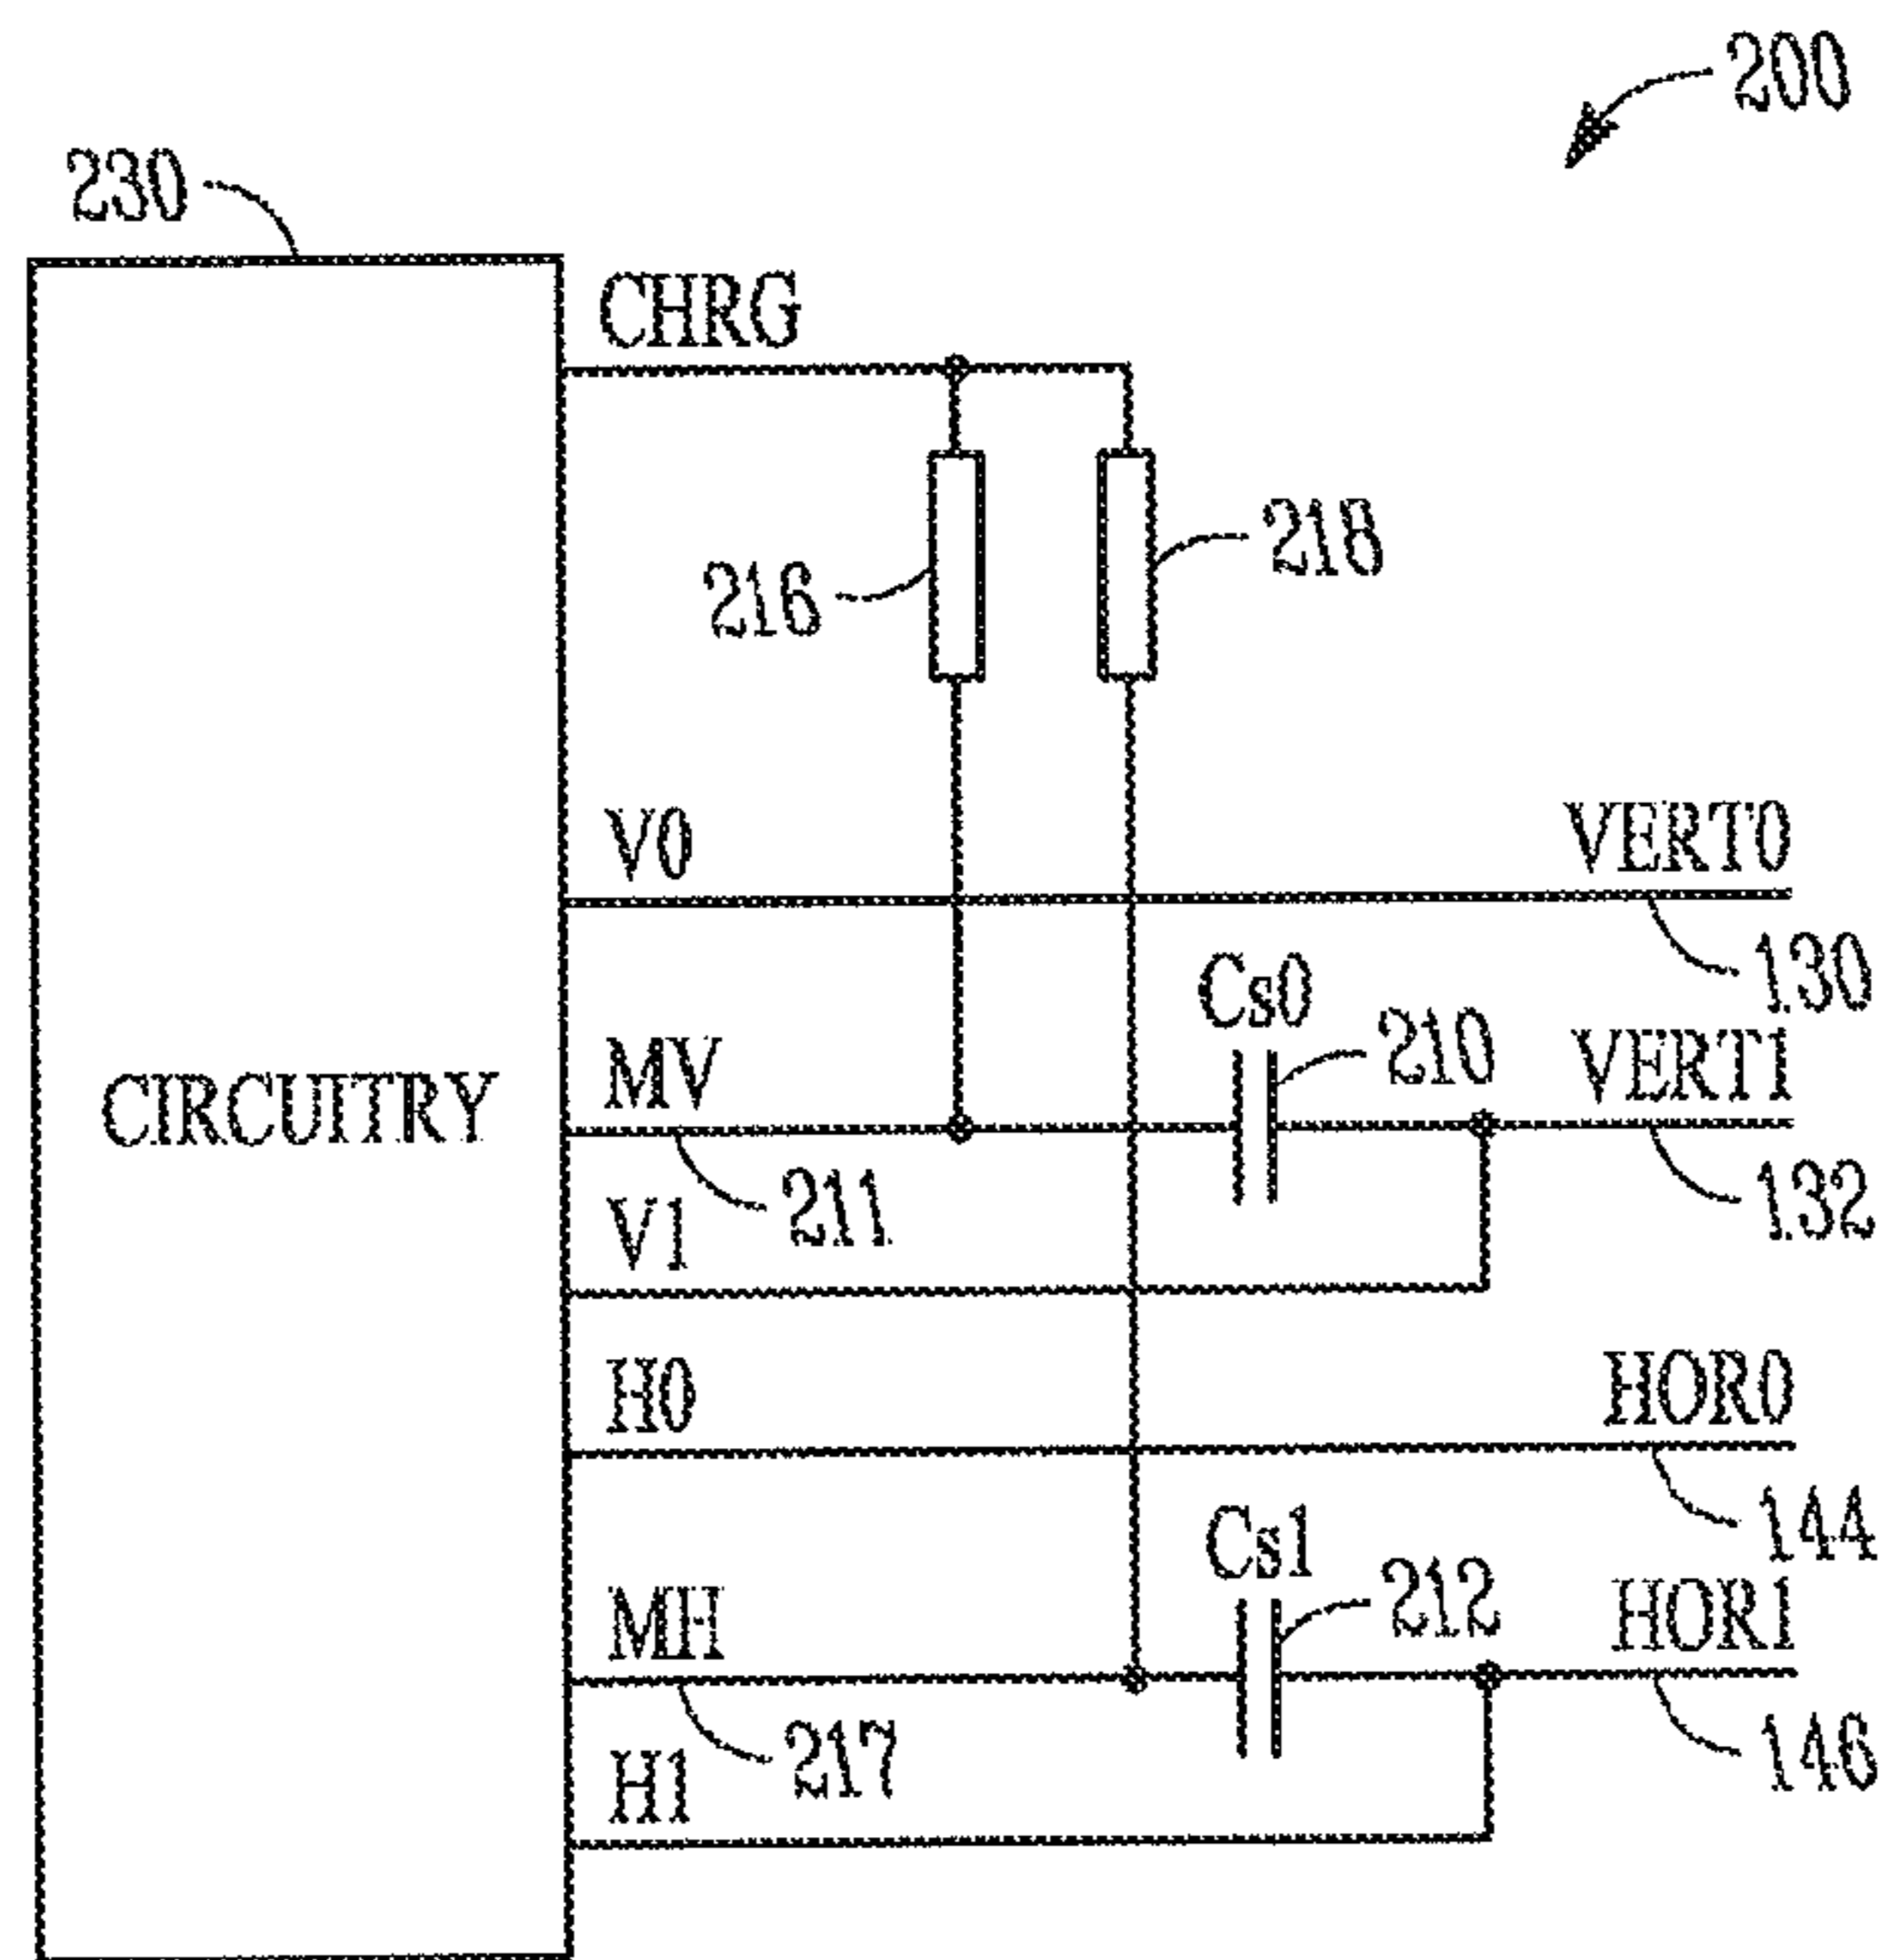 200
230
CHRG
218
216
V0
VERT0
130
Cs0
MV
210
VERT1
CIRCUITRY
211
132
V1
H0
HOR0
144
Cs1
MH
212
HOR1
217
146
H1